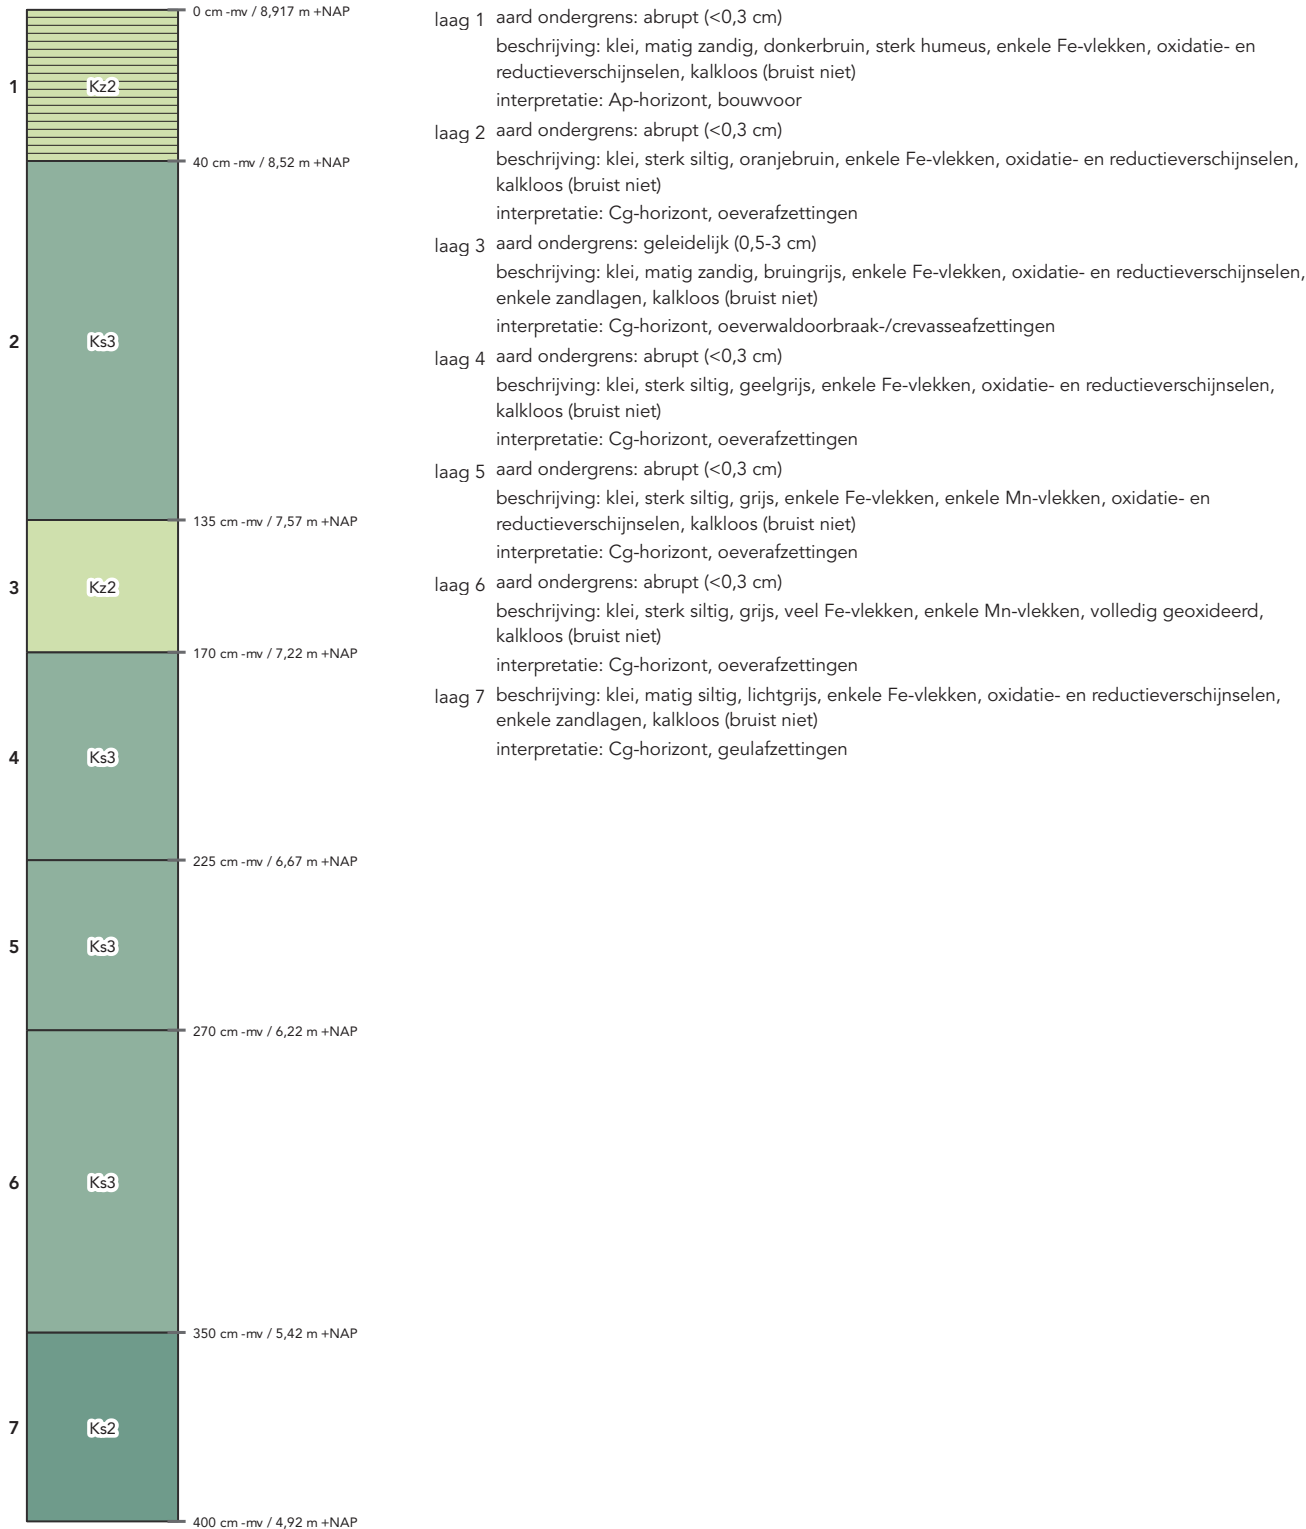 0 cm -mv / 8,917 m +NAP
1
Kz2
40 cm -mv / 8,52 m +NAP
2
Ks3
135 cm -mv / 7,57 m +NAP
3
Kz2
170 cm -mv / 7,22 m +NAP
4
Ks3
225 cm -mv / 6,67 m +NAP
5
Ks3
270 cm -mv / 6,22 m +NAP
6
Ks3
350 cm -mv / 5,42 m +NAP
7
Ks2
400 cm -mv / 4,92 m +NAP
laag 1 aard ondergrens: abrupt (<0,3 cm)
beschrijving: klei, matig zandig, donkerbruin, sterk humeus, enkele Fe-vlekken, oxidatie- en
reductieverschijnselen, kalkloos (bruist niet)
interpretatie: Ap-horizont, bouwvoor
laag 2 aard ondergrens: abrupt (<0,3 cm)
beschrijving: klei, sterk siltig, oranjebruin, enkele Fe-vlekken, oxidatie- en reductieverschijnselen,
kalkloos (bruist niet)
interpretatie: Cg-horizont, oeverafzettingen
laag 3 aard ondergrens: geleidelijk (0,5-3 cm)
beschrijving: klei, matig zandig, bruingrijs, enkele Fe-vlekken, oxidatie- en reductieverschijnselen,
enkele zandlagen, kalkloos (bruist niet)
interpretatie: Cg-horizont, oeverwaldoorbraak-/crevasseafzettingen
laag 4 aard ondergrens: abrupt (<0,3 cm)
beschrijving: klei, sterk siltig, geelgrijs, enkele Fe-vlekken, oxidatie- en reductieverschijnselen,
kalkloos (bruist niet)
interpretatie: Cg-horizont, oeverafzettingen
laag 5 aard ondergrens: abrupt (<0,3 cm)
beschrijving: klei, sterk siltig, grijs, enkele Fe-vlekken, enkele Mn-vlekken, oxidatie- en
reductieverschijnselen, kalkloos (bruist niet)
interpretatie: Cg-horizont, oeverafzettingen
laag 6 aard ondergrens: abrupt (<0,3 cm)
beschrijving: klei, sterk siltig, grijs, veel Fe-vlekken, enkele Mn-vlekken, volledig geoxideerd,
kalkloos (bruist niet)
interpretatie: Cg-horizont, oeverafzettingen
laag 7 beschrijving: klei, matig siltig, lichtgrijs, enkele Fe-vlekken, oxidatie- en reductieverschijnselen,
enkele zandlagen, kalkloos (bruist niet)
interpretatie: Cg-horizont, geulafzettingen